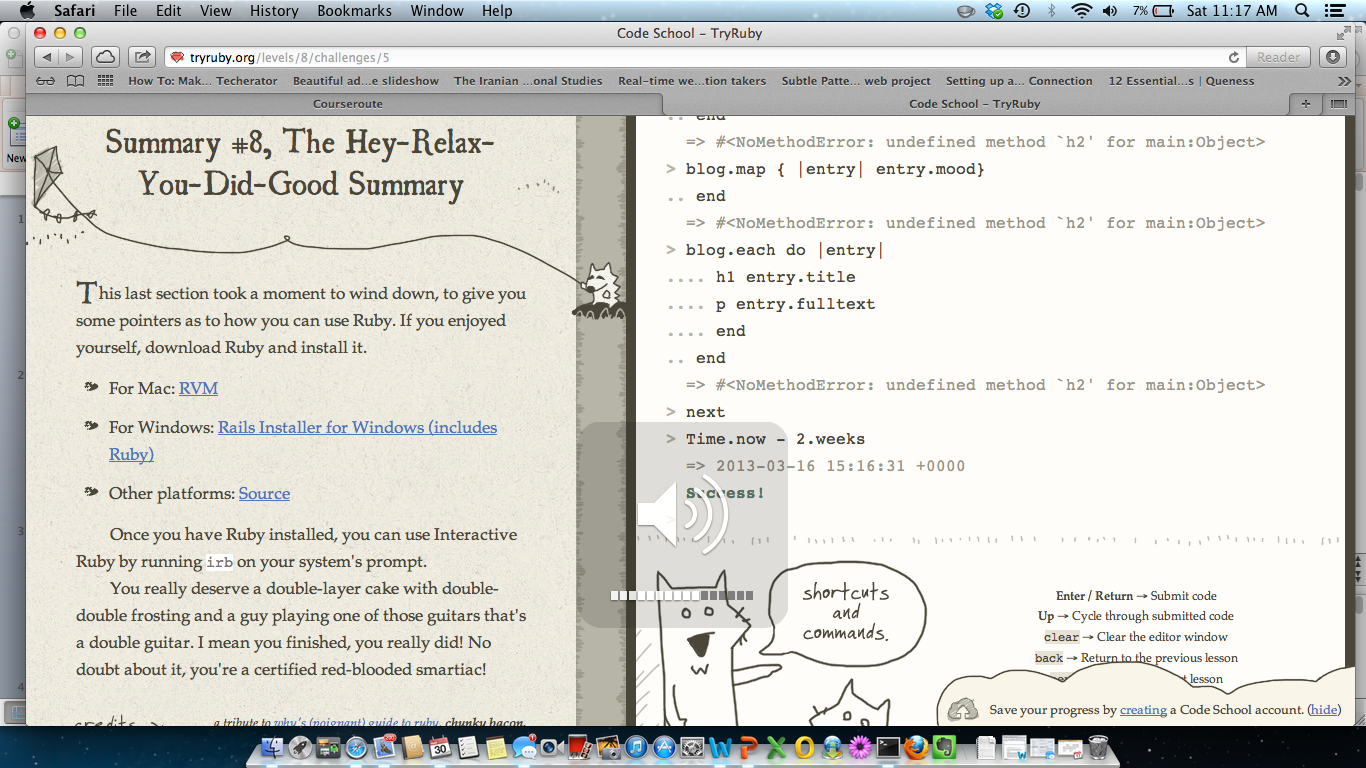 Safari File Edit View History Bookmarks Window Help 7% Sat 11:17 AM
Code School – TryRuby
tryruby.org/levels/8/challenges/5 Reader
How To: Mak... Techerator Beautiful ad...e slideshow The Iranian ...onal Studies Real-time we...tion takers Subtle Patte... web project Setting up a... Connection 12 Essential...s | Queness
Courseroute Code School – TryRuby
New
1
2
3
4
Summary #8, The Hey-Relax-
You-Did-Good Summary
This last section took a moment to wind down, to give you
some pointers as to how you can use Ruby. If you enjoyed
yourself, download Ruby and install it.
For Mac: RVM
For Windows: Rails Installer for Windows (includes
Ruby)
Other platforms: Source
Once you have Ruby installed, you can use Interactive
Ruby by running irb on your system's prompt.
You really deserve a double-layer cake with double-
double frosting and a guy playing one of those guitars that's
a double guitar. I mean you finished, you really did! No
doubt about it, you're a certified red-blooded smartiac!
credits
a tribute to why's (poignant) guide to ruby. chunky bacon.
.. end
=> #<NoMethodError: undefined method `h2' for main:Object>
> blog.map { |entry| entry.mood}
.. end
=> #<NoMethodError: undefined method `h2' for main:Object>
> blog.each do |entry|
.... h1 entry.title
.... p entry.fulltext
.... end
.. end
=> #<NoMethodError: undefined method `h2' for main:Object>
> next
> Time.now - 2.weeks
=> 2013-03-16 15:16:31 +0000
Success!
>
shortcuts
and
commands.
Enter / Return → Submit code
Up → Cycle through submitted code
clear → Clear the editor window
back → Return to the previous lesson
lesson
Save your progress by creating a Code School account. (hide)
30